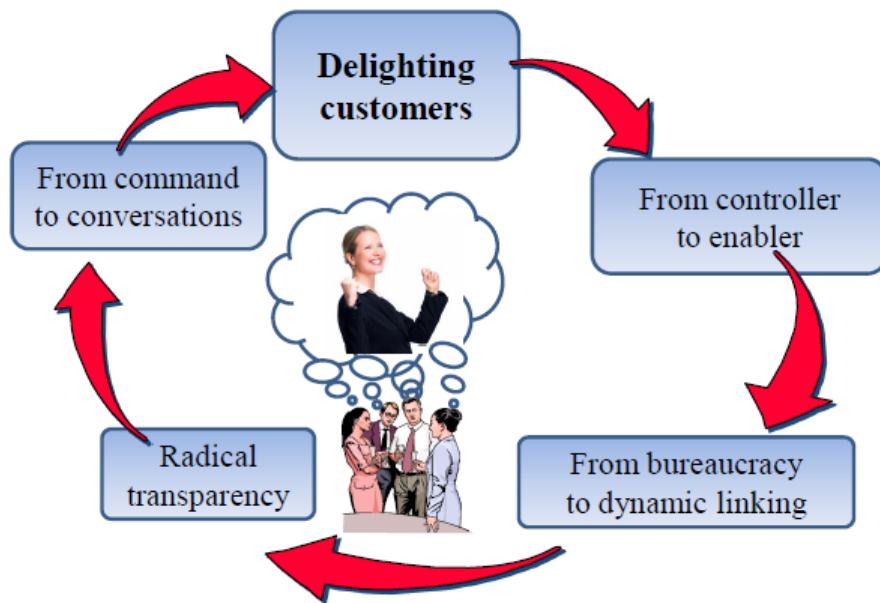 Delighting
customers
From controller
to enabler
From bureaucracy
to dynamic linking
Radical
transparency
From command
to conversations